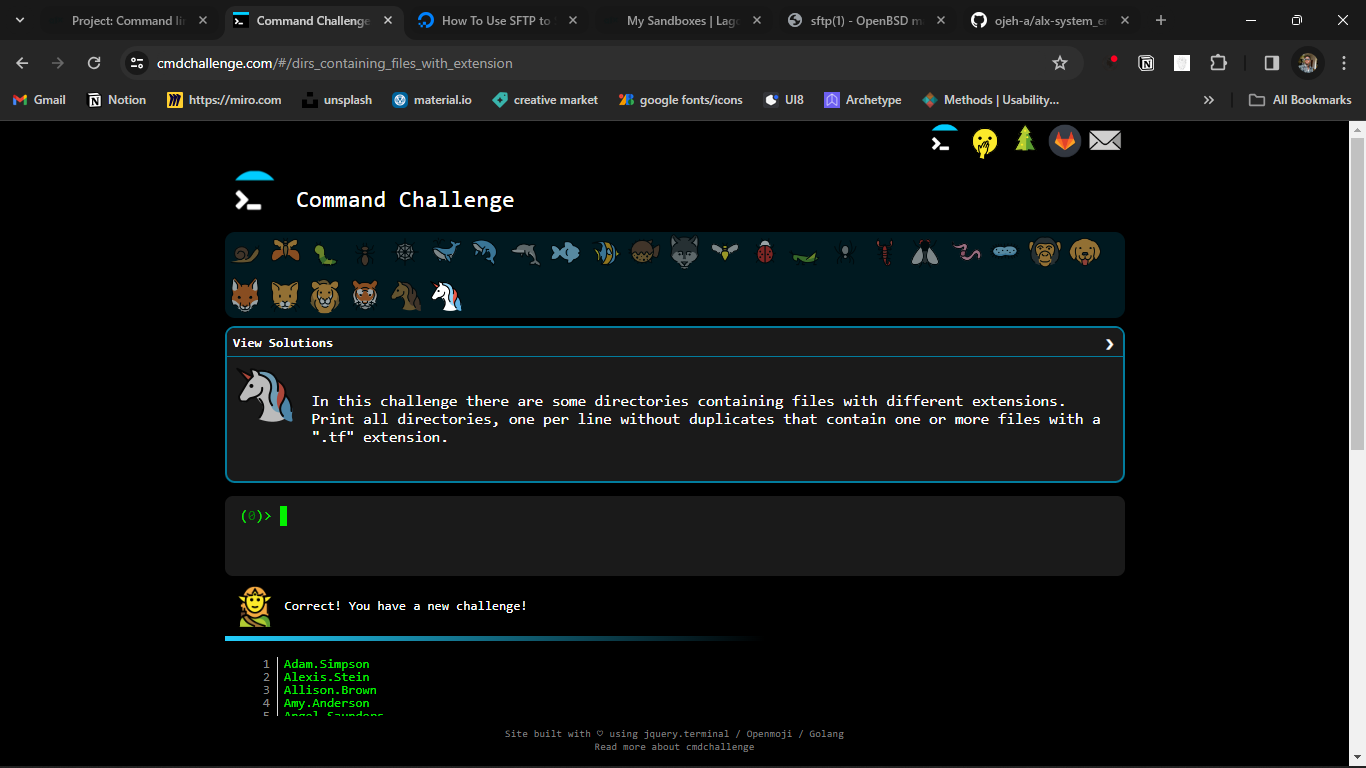 Project: Command lin
Command Challenge
How To Use SFTP to
My Sandboxes | Lag
sftp(1) - OpenBSD m
ojeh-a/alx-system_e
cmdchallenge.com/#/dirs_containing_files_with_extension
Gmail
Notion
https://miro.com
unsplash
material.io
creative market
google fonts/icons
UI8
Archetype
Methods | Usability...
»
All Bookmarks
Command Challenge
View Solutions
In this challenge there are some directories containing files with different extensions.
Print all directories, one per line without duplicates that contain one or more files with a
".tf" extension.
(0)>
Correct! You have a new challenge!
1 Adam.Simpson
2 Alexis.Stein
3 Allison.Brown
4 Amy.Anderson
5 Angel.Saunders
Site built with ♡ using jquery.terminal / Openmoji / Golang
Read more about cmdchallenge